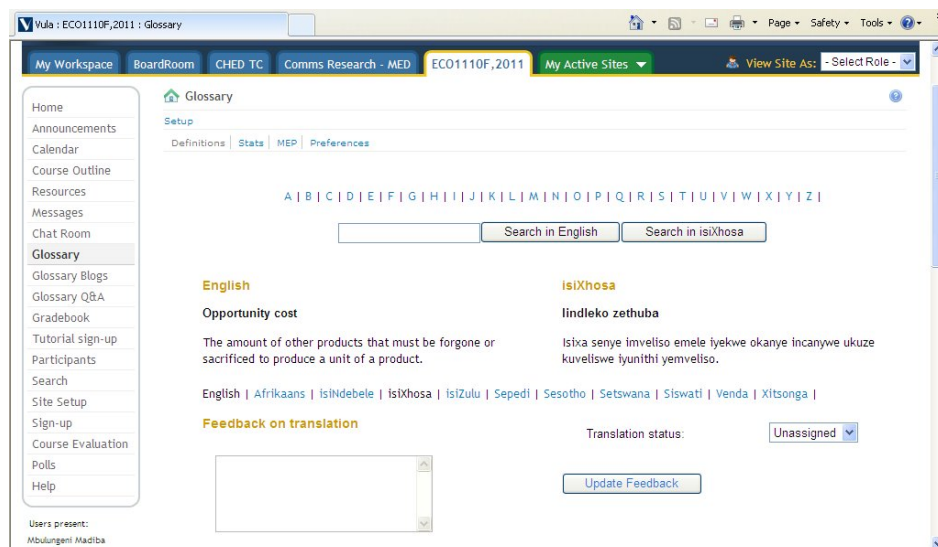 Vula : ECO1110F,2011 : Glossary
Page Safety Tools
My Workspace BoardRoom CHED TC Comms Research - MED ECO1110F,2011 My Active Sites View Site As: - Select Role -
Glossary
Setup
Definitions | Stats | MEP | Preferences
Home
Announcements
Calendar
Course Outline
Resources
Messages
Chat Room
Glossary
Glossary Blogs
Glossary Q&A
Gradebook
Tutorial sign-up
Participants
Search
Site Setup
Sign-up
Course Evaluation
Polls
Help
Users present:
Mbulungeni Madiba
A | B | C | D | E | F | G | H | I | J | K | L | M | N | O | P | Q | R | S | T | U | V | W | X | Y | Z |
Search in English Search in isiXhosa
English
Opportunity cost
The amount of other products that must be forgone or
sacrificed to produce a unit of a product.
isiXhosa
Iindleko zethuba
Isixa senye imveliso emele iyekwe okanye incanywe ukuze
kuveliswe iyunithi yemveliso.
English | Afrikaans | isiNdebele | isiXhosa | isiZulu | Sepedi | Sesotho | Setswana | Siswati | Venda | Xitsonga |
Feedback on translation
Translation status: Unassigned
Update Feedback